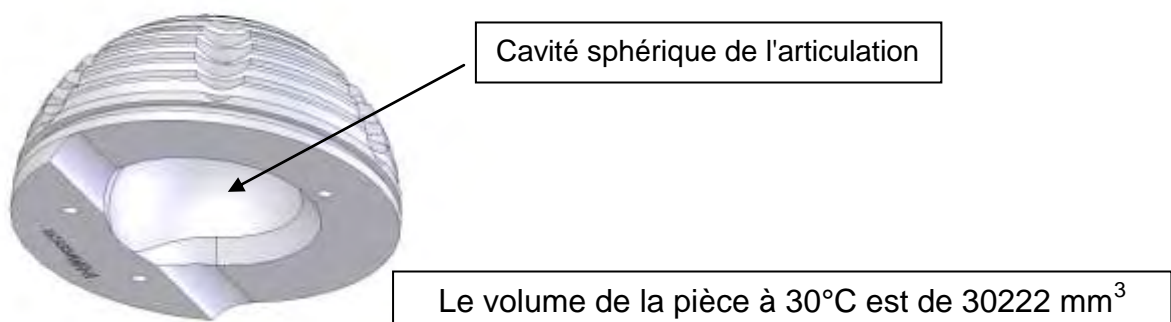 Cavité sphérique de l'articulation
Le volume de la pièce à 30°C est de 30222 mm³